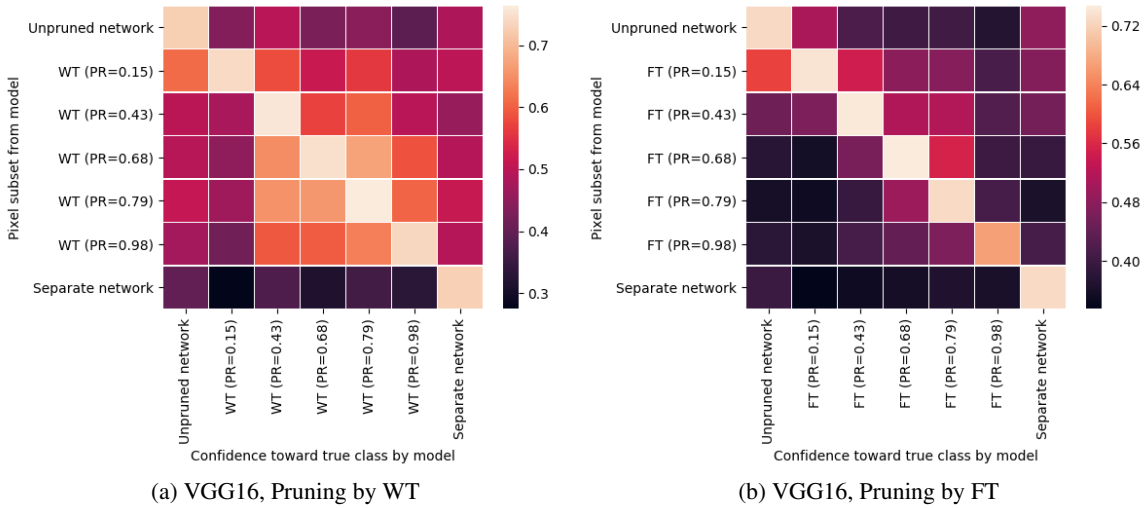 Pixel subset from model
Unpruned network
WT (PR=0.15)
WT (PR=0.43)
WT (PR=0.68)
WT (PR=0.79)
WT (PR=0.98)
Separate network
Unpruned network
WT (PR=0.15)
WT (PR=0.43)
WT (PR=0.68)
WT (PR=0.79)
WT (PR=0.98)
Separate network
Confidence toward true class by model
0.7
0.6
0.5
0.4
0.3
(a) VGG16, Pruning by WT
Pixel subset from model
Unpruned network
FT (PR=0.15)
FT (PR=0.43)
FT (PR=0.68)
FT (PR=0.79)
FT (PR=0.98)
Separate network
Unpruned network
FT (PR=0.15)
FT (PR=0.43)
FT (PR=0.68)
FT (PR=0.79)
FT (PR=0.98)
Separate network
Confidence toward true class by model
0.72
0.64
0.56
0.48
0.40
(b) VGG16, Pruning by FT